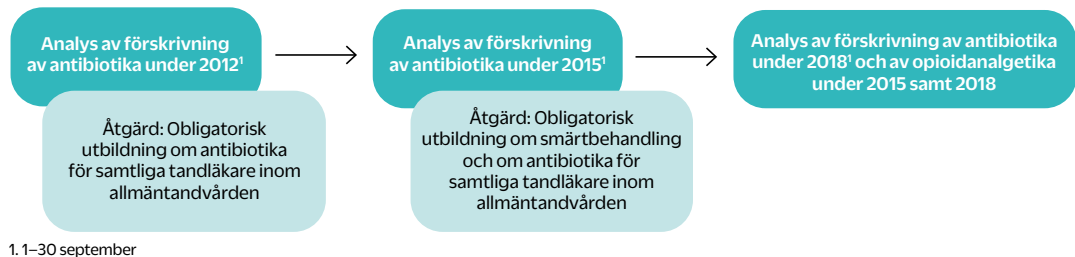 Analys av förskrivning
av antibiotika under 2012¹
Åtgärd: Obligatorisk
utbildning om antibiotika
för samtliga tandläkare inom
allmäntandvården
Analys av förskrivning
av antibiotika under 2015¹
Åtgärd: Obligatorisk
utbildning om smärtbehandling
och om antibiotika för
samtliga tandläkare inom
allmäntandvården
Analys av förskrivning av antibiotika
under 2018¹ och av opioidanalgetika
under 2015 samt 2018
1. 1–30 september